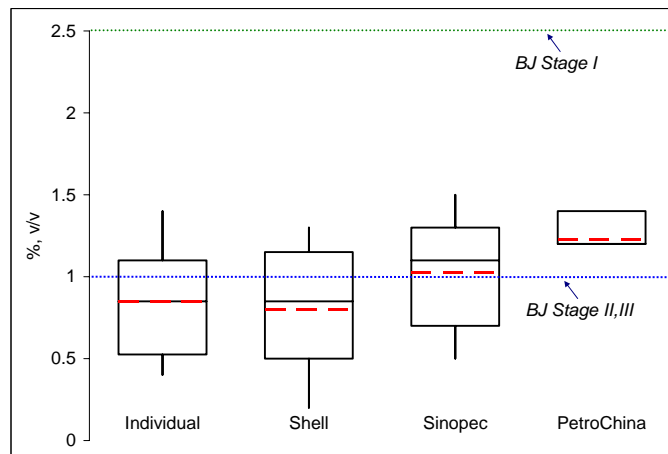 2.5
BJ Stage I
2
1.5
%, v/v
1
BJ Stage II,III
0.5
Individual Shell Sinopec PetroChina
0